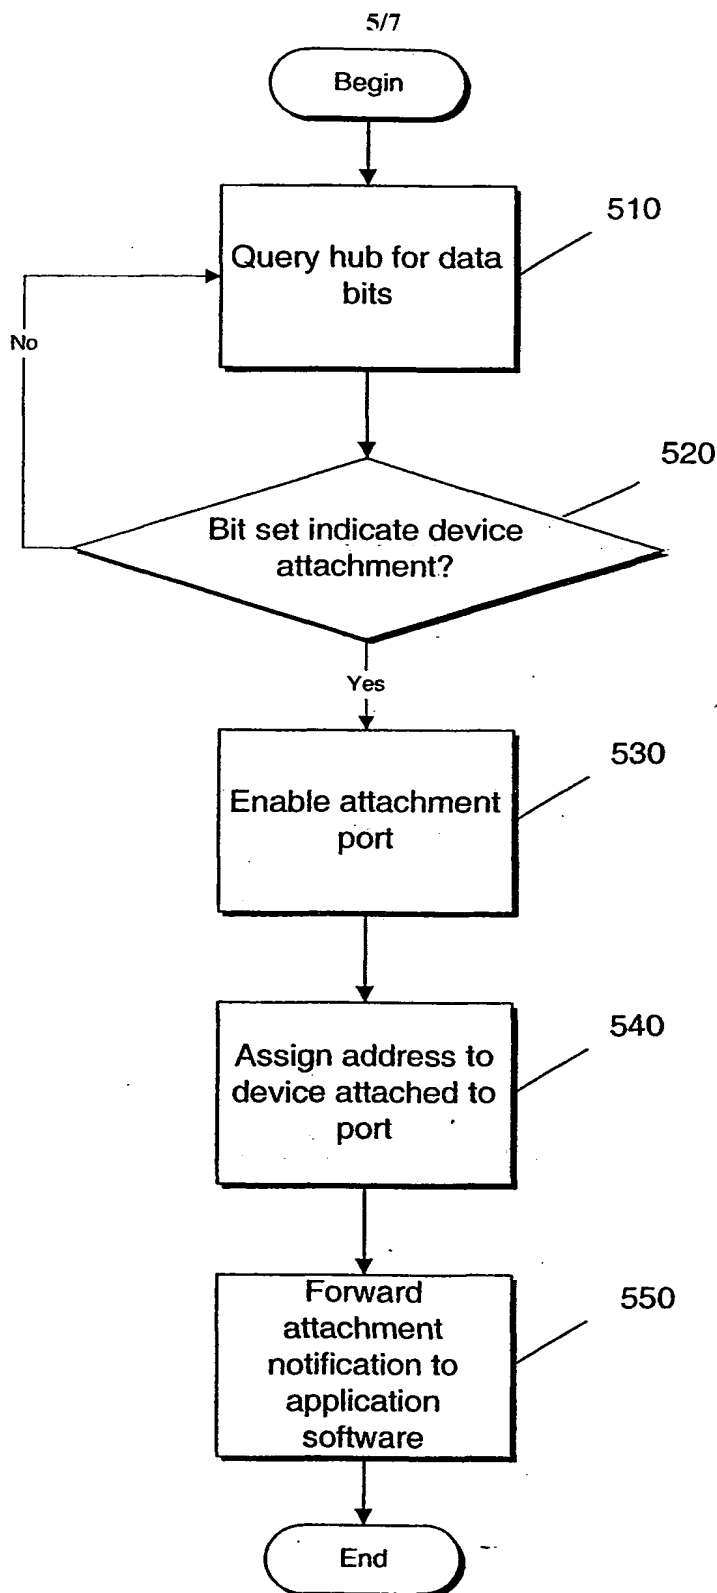 5/7
Begin
510
Query hub for data
bits
No
520
Bit set indicate device
attachment?
Yes
530
Enable attachment
port
540
Assign address to
device attached to
port
550
Forward
attachment
notification to
application
software
End